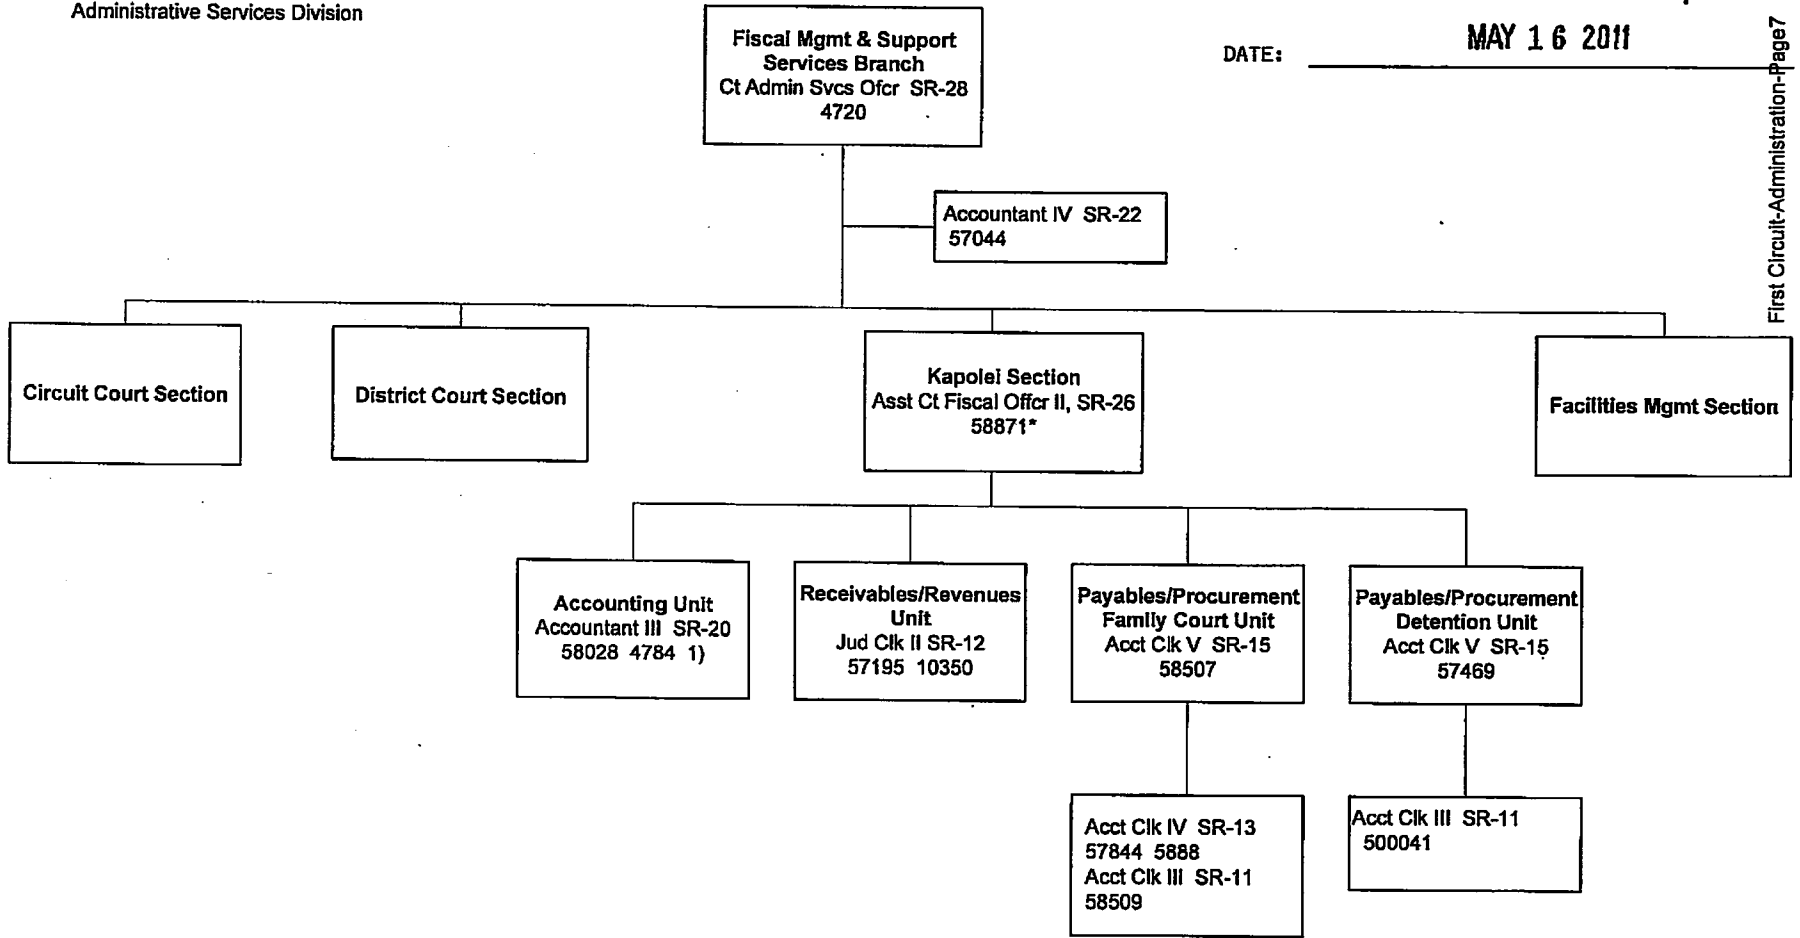 Administrative Services Division
Fiscal Mgmt & Support
Services Branch
Ct Admin Svcs Ofcr SR-28
4720
DATE: MAY 16 2011
First Circuit-Administration-Page7
Accountant IV SR-22
57044
Circuit Court Section
District Court Section
Kapolei Section
Asst Ct Fiscal Offcr II, SR-26
58871*
Facilities Mgmt Section
Accounting Unit
Accountant III SR-20
58028 4784 1)
Receivables/Revenues
Unit
Jud Clk II SR-12
57195 10350
Payables/Procurement
Family Court Unit
Acct Clk V SR-15
58507
Payables/Procurement
Detention Unit
Acct Clk V SR-15
57469
Acct Clk IV SR-13
57844 5888
Acct Clk III SR-11
58509
Acct Clk III SR-11
500041